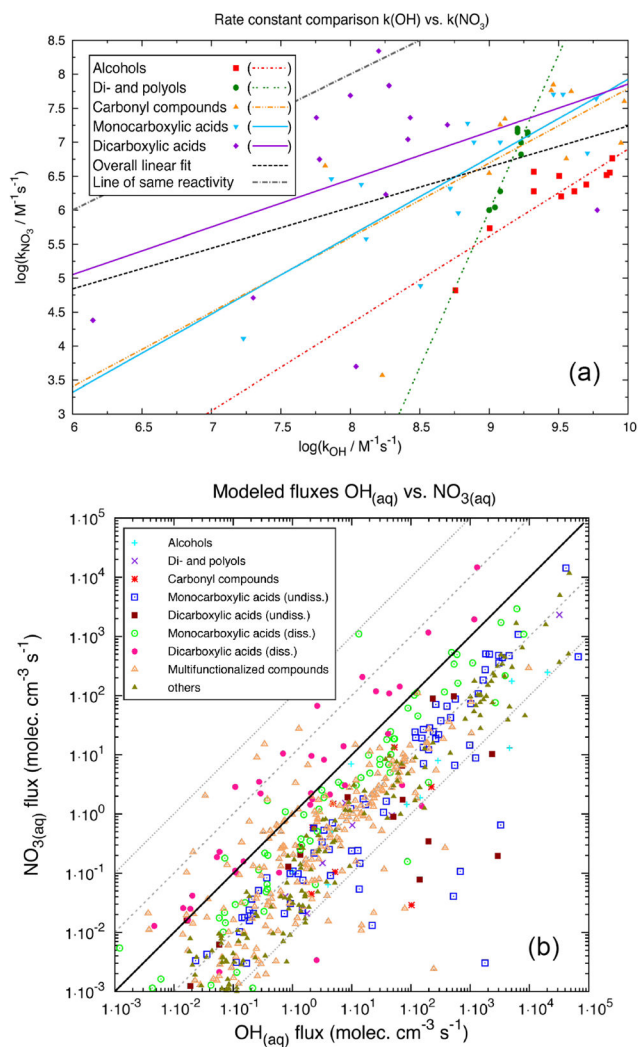 Rate constant comparison k(OH) vs. k(NO3)
8.5
8
7.5
7
6.5
6
5.5
5
4.5
4
3.5
3
log(kNO3 / M-1s-1)
Alcohols ( )
Di- and polyols ( )
Carbonyl compounds ( )
Monocarboxylic acids ( )
Dicarboxylic acids ( )
Overall linear fit
Line of same reactivity
(a)
6 6.5 7 7.5 8 8.5 9 9.5 10
log(kOH / M-1s-1)
Modeled fluxes OH(aq) vs. NO3(aq)
1·10^5
1·10^4
1·10^3
1·10^2
1·10^1
1·10^0
1·10^-1
1·10^-2
1·10^-3
NO3(aq) flux (molec. cm-3 s-1)
Alcohols
Di- and polyols
Carbonyl compounds
Monocarboxylic acids (undiss.)
Dicarboxylic acids (undiss.)
Monocarboxylic acids (diss.)
Dicarboxylic acids (diss.)
Multifunctionalized compounds
others
(b)
1·10^-3 1·10^-2 1·10^-1 1·10^0 1·10^1 1·10^2 1·10^3 1·10^4 1·10^5
OH(aq) flux (molec. cm-3 s-1)